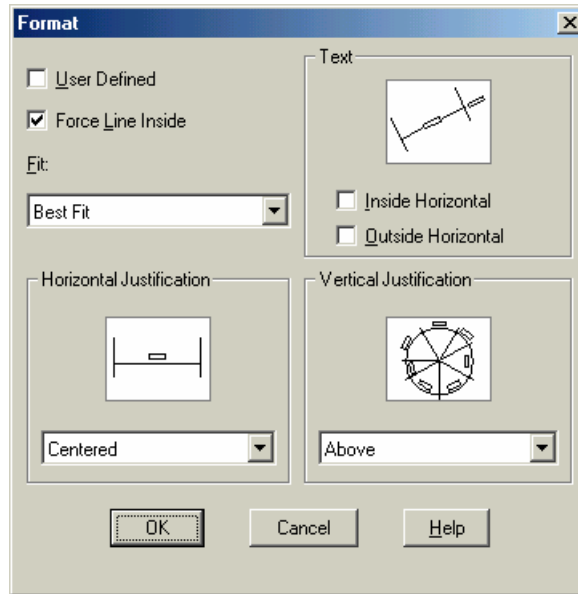 Format
User Defined
Force Line Inside
Fit:
Best Fit
Text
Inside Horizontal
Outside Horizontal
Horizontal Justification
Centered
Vertical Justification
Above
OK
Cancel
Help